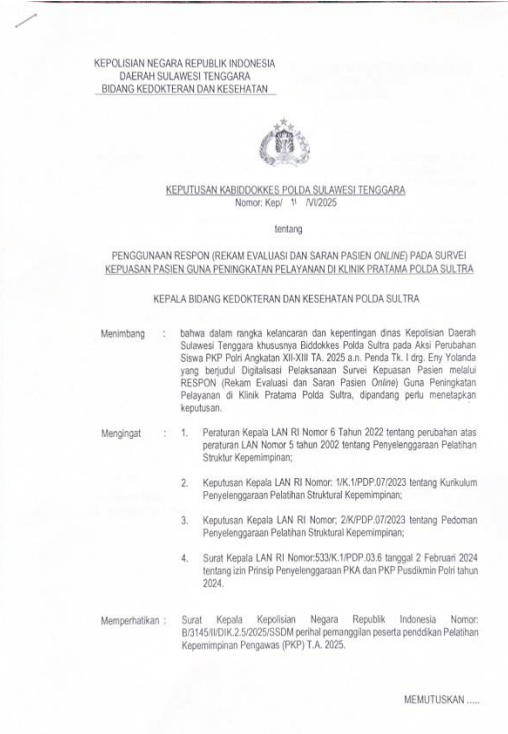 KEPOLISIAN NEGARA REPUBLIK INDONESIA
DAERAH SULAWESI TENGGARA
BIDANG KEDOKTERAN DAN KESEHATAN
KEPUTUSAN KABIDDOKKES POLDA SULAWESI TENGGARA
Nomor: Kep/ 11 /VI/2025
tentang
PENGGUNAAN RESPON (REKAM EVALUASI DAN SARAN PASIEN ONLINE) PADA SURVEI
KEPUASAN PASIEN GUNA PENINGKATAN PELAYANAN DI KLINIK PRATAMA POLDA SULTRA
KEPALA BIDANG KEDOKTERAN DAN KESEHATAN POLDA SULTRA
Menimbang : bahwa dalam rangka kelancaran dan kepentingan dinas Kepolisian Daerah
Sulawesi Tenggara khususnya Biddokkes Polda Sultra pada Aksi Perubahan
Siswa PKP Polri Angkatan XII-XIII TA. 2025 a.n. Penda Tk. I drg. Eny Yolanda
yang berjudul Digitalisasi Pelaksanaan Survei Kepuasan Pasien melalui
RESPON (Rekam Evaluasi dan Saran Pasien Online) Guna Peningkatan
Pelayanan di Klinik Pratama Polda Sultra, dipandang perlu menetapkan
keputusan.
Mengingat : 1. Peraturan Kepala LAN RI Nomor 6 Tahun 2022 tentang perubahan atas
peraturan LAN Nomor 5 tahun 2002 tentang Penyelenggaraan Pelatihan
Struktur Kepemimpinan;
2. Keputusan Kepala LAN RI Nomor: 1/K.1/PDP.07/2023 tentang Kurikulum
Penyelenggaraan Pelatihan Struktural Kepemimpinan;
3. Keputusan Kepala LAN RI Nomor; 2/K/PDP.07/2023 tentang Pedoman
Penyelenggaraan Pelatihan Struktural Kepemimpinan;
4. Surat Kepala LAN RI Nomor:533/K.1/PDP.03.6 tanggal 2 Februari 2024
tentang izin Prinsip Penyelenggaraan PKA dan PKP Pusdikmin Polri tahun
2024.
Memperhatikan : Surat Kepala Kepolisian Negara Republik Indonesia Nomor:
B/3145/II/DIK.2.5/2025/SSDM perihal pemanggilan peserta penddikan Pelatihan
Kepemimpinan Pengawas (PKP) T.A. 2025.
MEMUTUSKAN .....